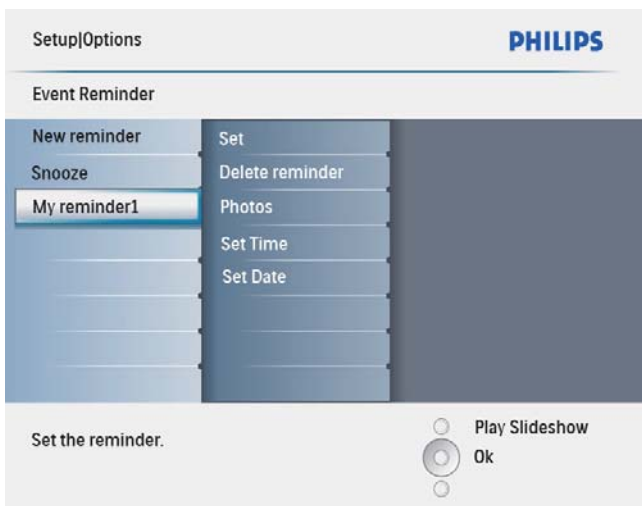 Setup|Options
PHILIPS
Event Reminder
New reminder
Snooze
My reminder1
Set
Delete reminder
Photos
Set Time
Set Date
Set the reminder.
Play Slideshow
Ok